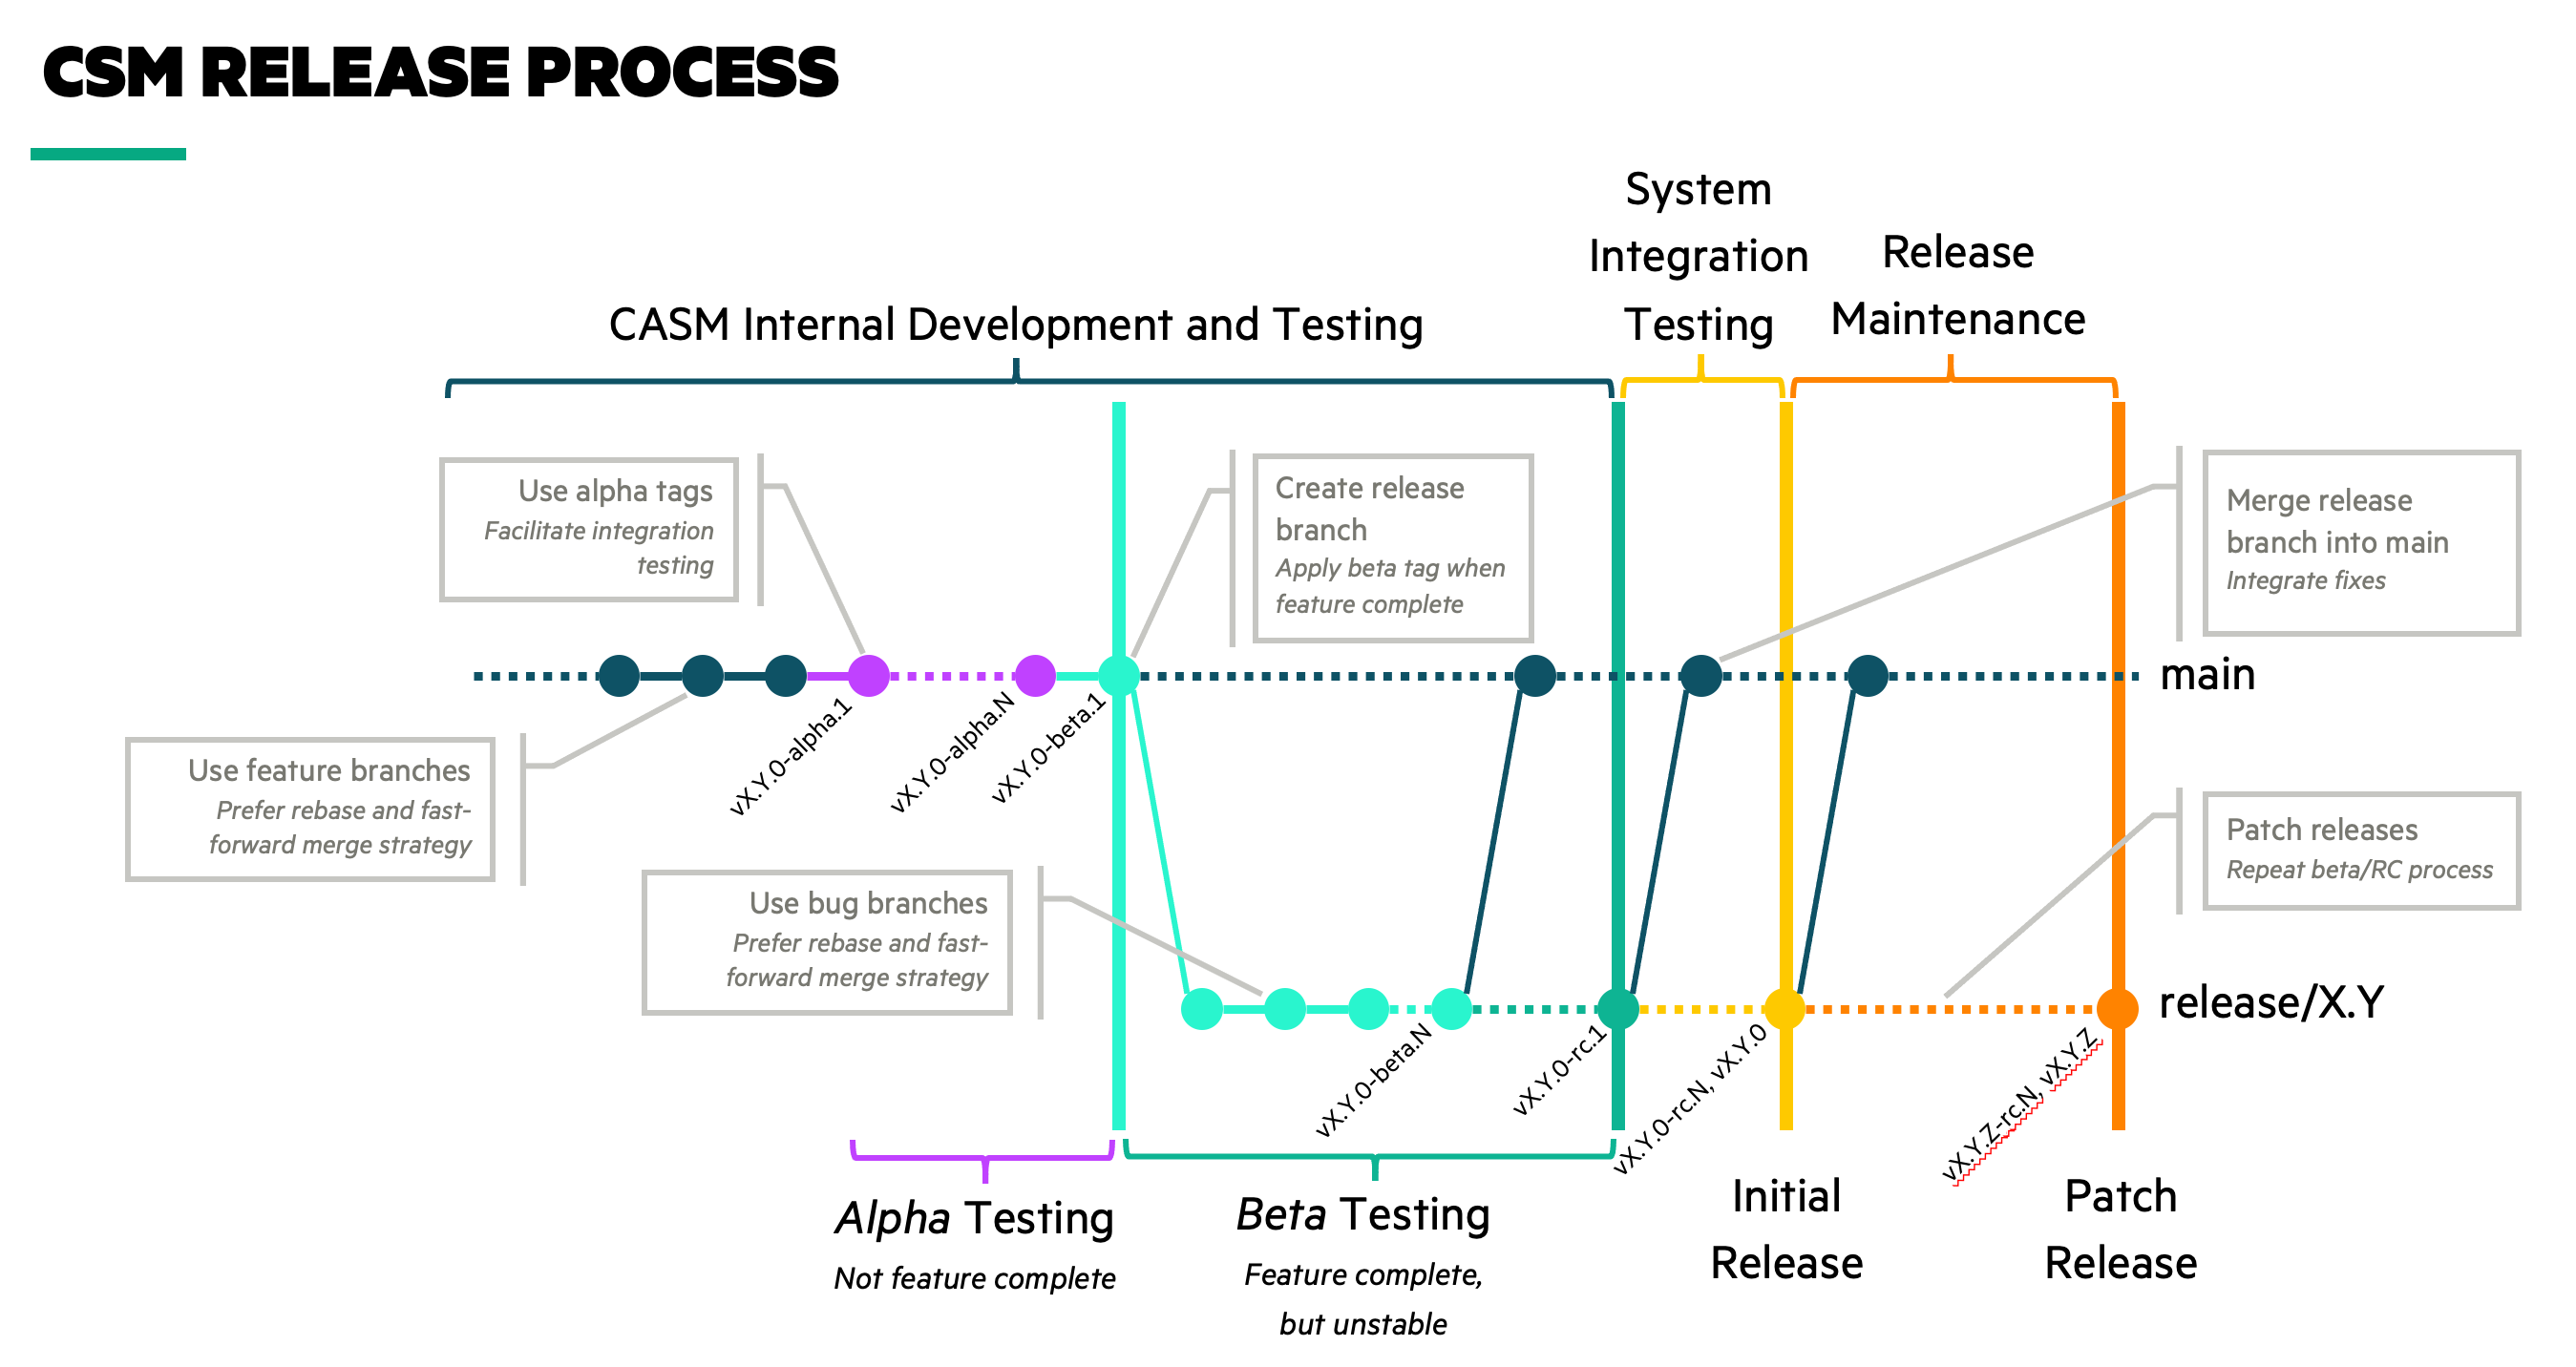 CSM RELEASE PROCESS
System
Integration
Testing
Release
Maintenance
CASM Internal Development and Testing
Use alpha tags
Facilitate integration
testing
Create release
branch
Apply beta tag when
feature complete
Merge release
branch into main
Integrate fixes
main
vX.Y.0-alpha.1
vX.Y.0-alpha.N
vX.Y.0-beta.1
Use feature branches
Prefer rebase and fast-
forward merge strategy
Use bug branches
Prefer rebase and fast-
forward merge strategy
Patch releases
Repeat beta/RC process
release/X.Y
vX.Y.0-beta.N
vX.Y.0-rc.1
vX.Y.0-rc.N, vX.Y.0
vX.Y.Z-rc.N, vX.Y.Z
Alpha Testing
Not feature complete
Beta Testing
Feature complete,
but unstable
Initial
Release
Patch
Release